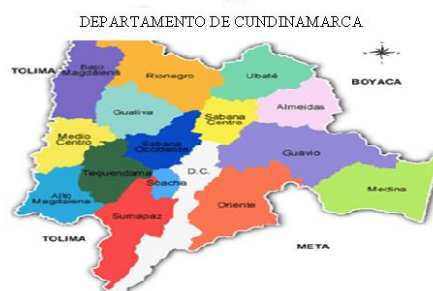 DEPARTAMENTO DE CUNDINAMARCA
TOLIMA
Bajo
Magdalena
Rionegro
Ubaté
BOYACA
Gualiva
Sabana
Centro
Almeidas
Medio
Centro
Sabana
Occidente
Guavio
Tequendama
Soacha
D.C.
Medina
Alto
Magdalena
Sumapaz
Oriente
TOLIMA
META